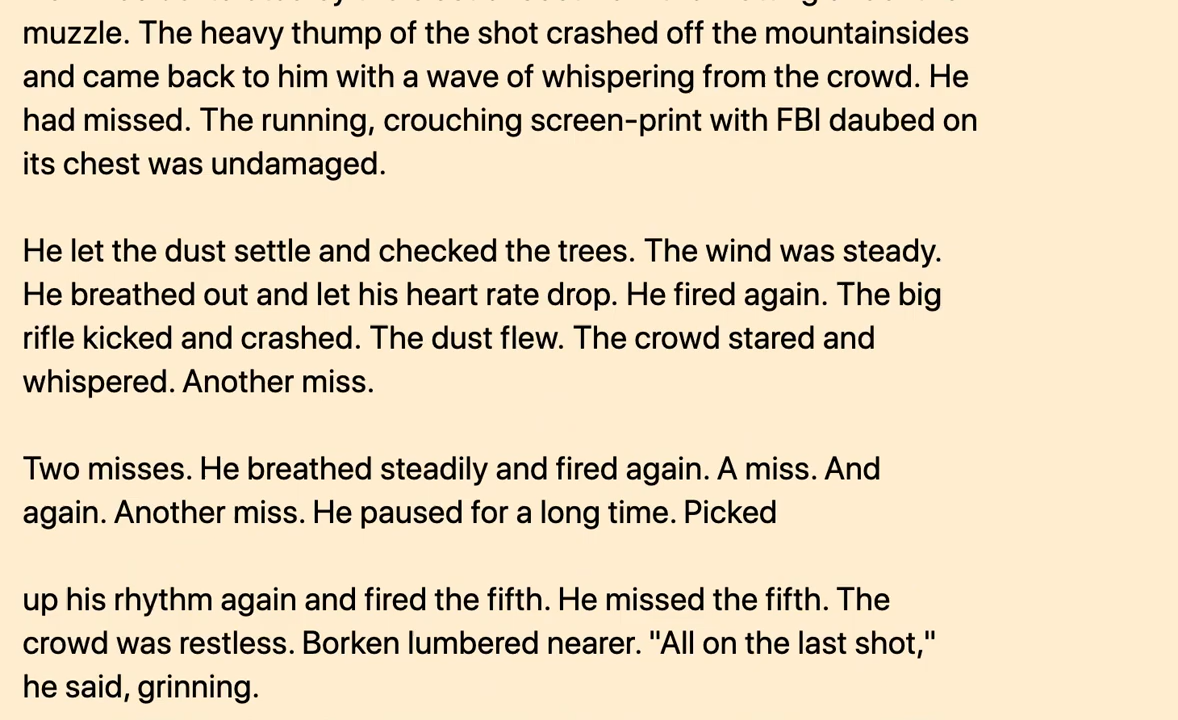 muzzle. The heavy thump of the shot crashed off the mountainsides
and came back to him with a wave of whispering from the crowd. He
had missed. The running, crouching screen-print with FBI daubed on
its chest was undamaged.
He let the dust settle and checked the trees. The wind was steady.
He breathed out and let his heart rate drop. He fired again. The big
rifle kicked and crashed. The dust flew. The crowd stared and
whispered. Another miss.
Two misses. He breathed steadily and fired again. A miss. And
again. Another miss. He paused for a long time. Picked
up his rhythm again and fired the fifth. He missed the fifth. The
crowd was restless. Borken lumbered nearer. "All on the last shot,"
he said, grinning.